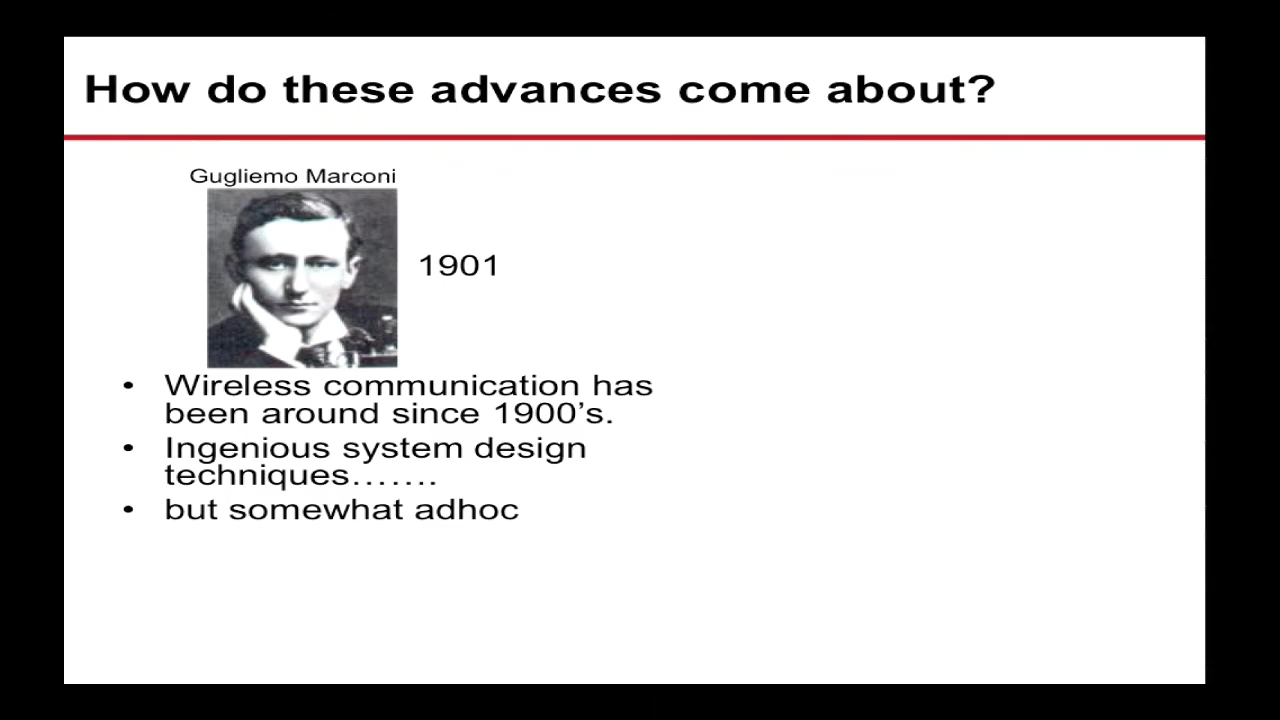 How do these advances come about?
Gugliemo Marconi
1901
• Wireless communication has
been around since 1900’s.
• Ingenious system design
techniques…….
• but somewhat adhoc